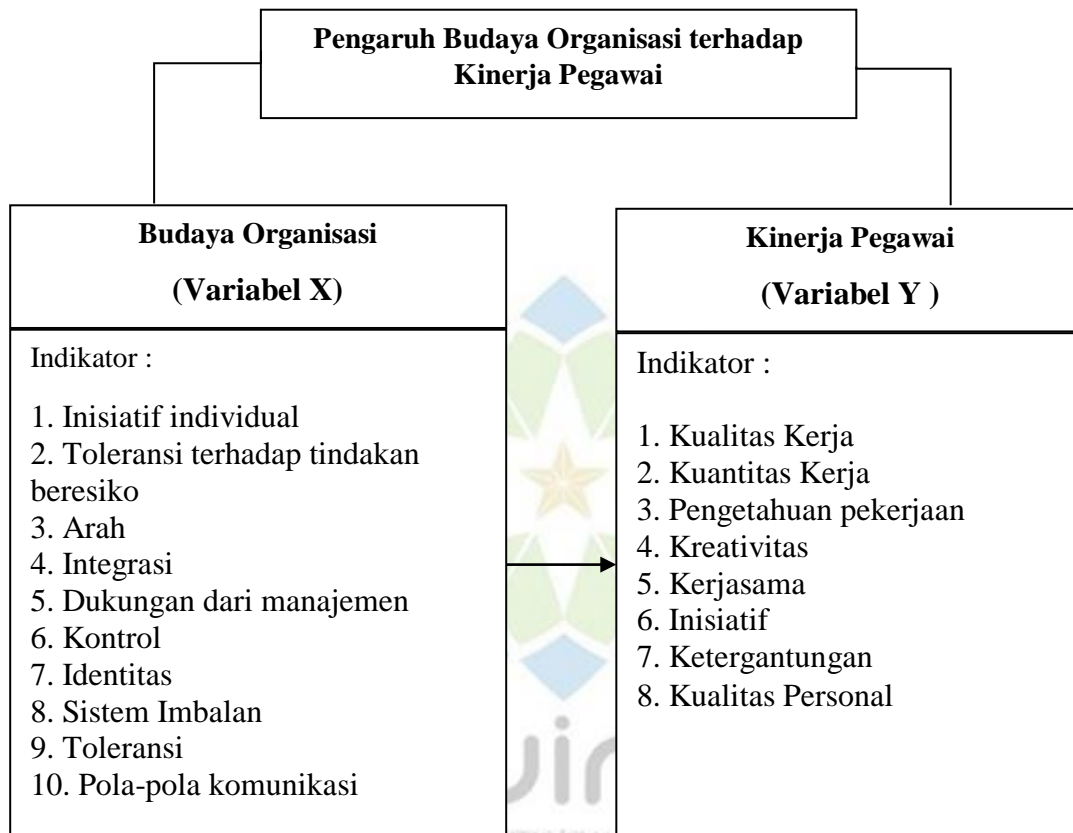 Pengaruh Budaya Organisasi terhadap
Kinerja Pegawai
Budaya Organisasi
(Variabel X)
Indikator :
1. Inisiatif individual
2. Toleransi terhadap tindakan
beresiko
3. Arah
4. Integrasi
5. Dukungan dari manajemen
6. Kontrol
7. Identitas
8. Sistem Imbalan
9. Toleransi
10. Pola-pola komunikasi
Kinerja Pegawai
(Variabel Y )
Indikator :
1. Kualitas Kerja
2. Kuantitas Kerja
3. Pengetahuan pekerjaan
4. Kreativitas
5. Kerjasama
6. Inisiatif
7. Ketergantungan
8. Kualitas Personal